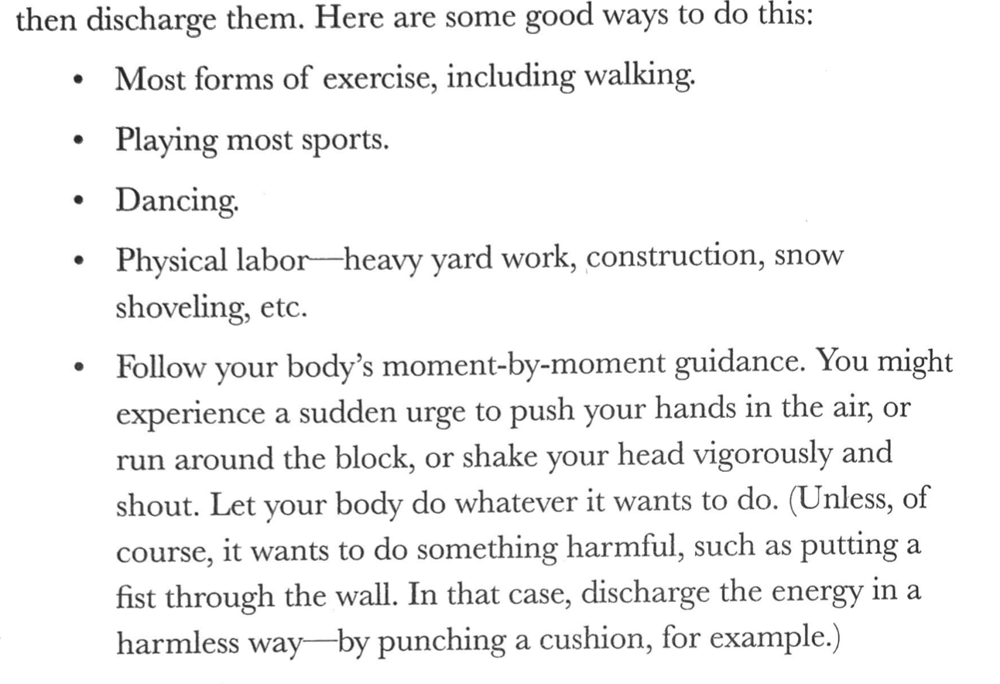 then discharge them. Here are some good ways to do this:
• Most forms of exercise, including walking.
• Playing most sports.
• Dancing.
• Physical labor—heavy yard work, construction, snow
shoveling, etc.
• Follow your body’s moment-by-moment guidance. You might
experience a sudden urge to push your hands in the air, or
run around the block, or shake your head vigorously and
shout. Let your body do whatever it wants to do. (Unless, of
course, it wants to do something harmful, such as putting a
fist through the wall. In that case, discharge the energy in a
harmless way—by punching a cushion, for example.)